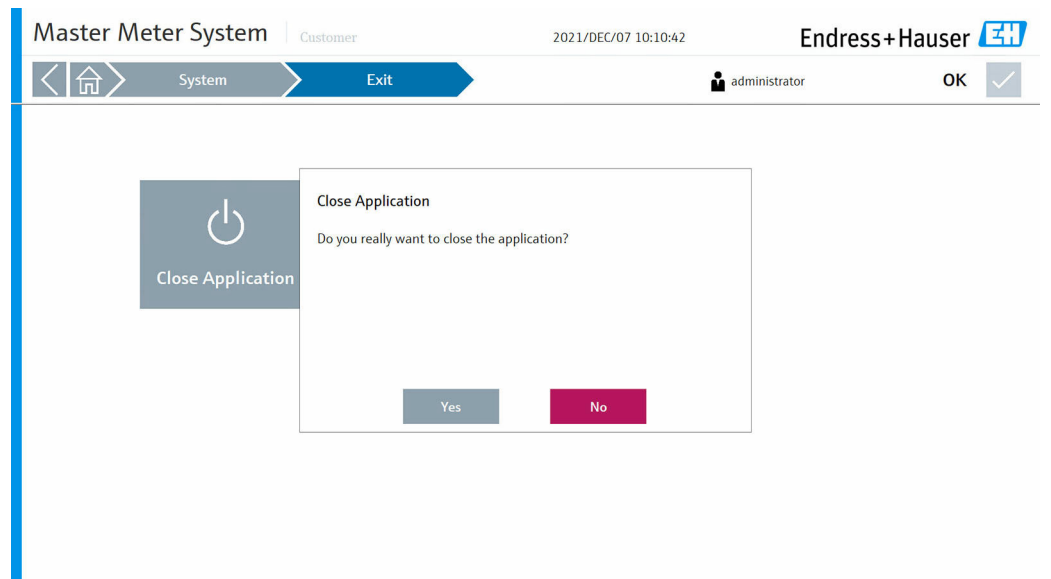 Master Meter System Customer 2021/DEC/07 10:10:42 Endress+Hauser EH
System Exit administrator OK
Close Application
Do you really want to close the application?
Close Application
Yes No